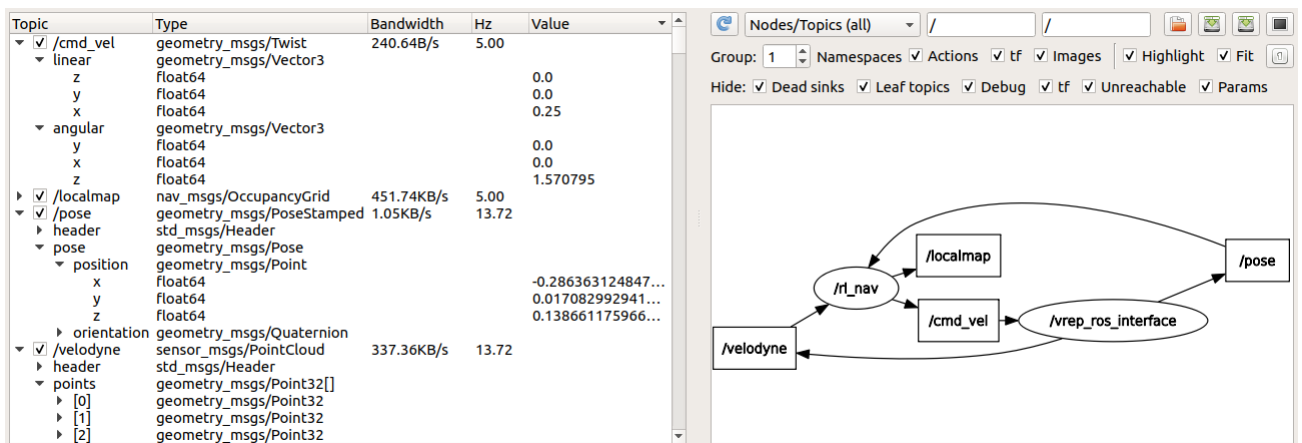 Topic Type Bandwidth Hz Value
/cmd_vel geometry_msgs/Twist 240.64B/s 5.00
linear geometry_msgs/Vector3
z float64 0.0
y float64 0.0
x float64 0.25
angular geometry_msgs/Vector3
y float64 0.0
x float64 0.0
z float64 1.570795
/localmap nav_msgs/OccupancyGrid 451.74KB/s 5.00
/pose geometry_msgs/PoseStamped 1.05KB/s 13.72
header std_msgs/Header
pose geometry_msgs/Pose
position geometry_msgs/Point
x float64 -0.286363124847...
y float64 0.017082992941...
z float64 0.138661175966...
orientation geometry_msgs/Quaternion
/velodyne sensor_msgs/PointCloud 337.36KB/s 13.72
header std_msgs/Header
points geometry_msgs/Point32[]
[0] geometry_msgs/Point32
[1] geometry_msgs/Point32
[2] geometry_msgs/Point32
Nodes/Topics (all) / /
Group: 1 Namespaces Actions tf Images Highlight Fit
Hide: Dead sinks Leaf topics Debug tf Unreachable Params
/localmap
/pose
/rl_nav
/cmd_vel
/vrep_ros_interface
/velodyne